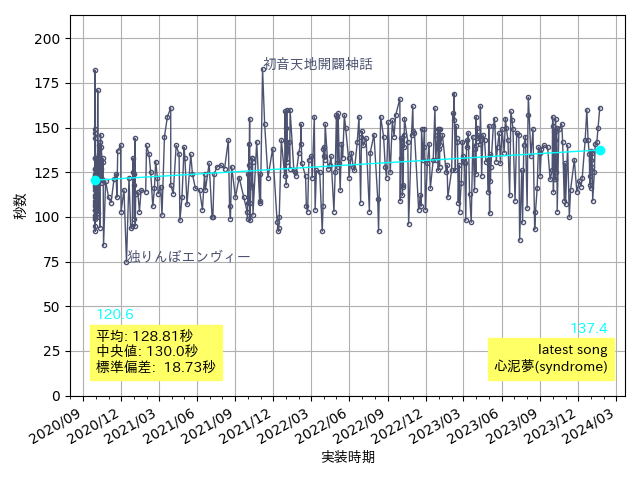 200
175
150
125
100
75
50
25
0
秒数
初音天地開闢神話
独りんぼエンヴィー
120.6
137.4
平均: 128.81秒
中央値: 130.0秒
標準偏差: 18.73秒
latest song
心泥夢(syndrome)
2020/09
2020/12
2021/03
2021/06
2021/09
2021/12
2022/03
2022/06
2022/09
2022/12
2023/03
2023/06
2023/09
2023/12
2024/03
実装時期